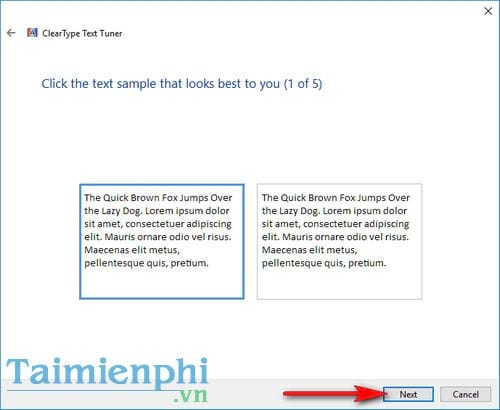 ClearType Text Tuner
Click the text sample that looks best to you (1 of 5)
The Quick Brown Fox Jumps Over
the Lazy Dog. Lorem ipsum dolor
sit amet, consectetuer adipiscing
elit. Mauris ornare odio vel risus.
Maecenas elit metus,
pellentesque quis, pretium.
The Quick Brown Fox Jumps Over
the Lazy Dog. Lorem ipsum dolor
sit amet, consectetuer adipiscing
elit. Mauris ornare odio vel risus.
Maecenas elit metus,
pellentesque quis, pretium.
Taimienphi
.vn
Next
Cancel